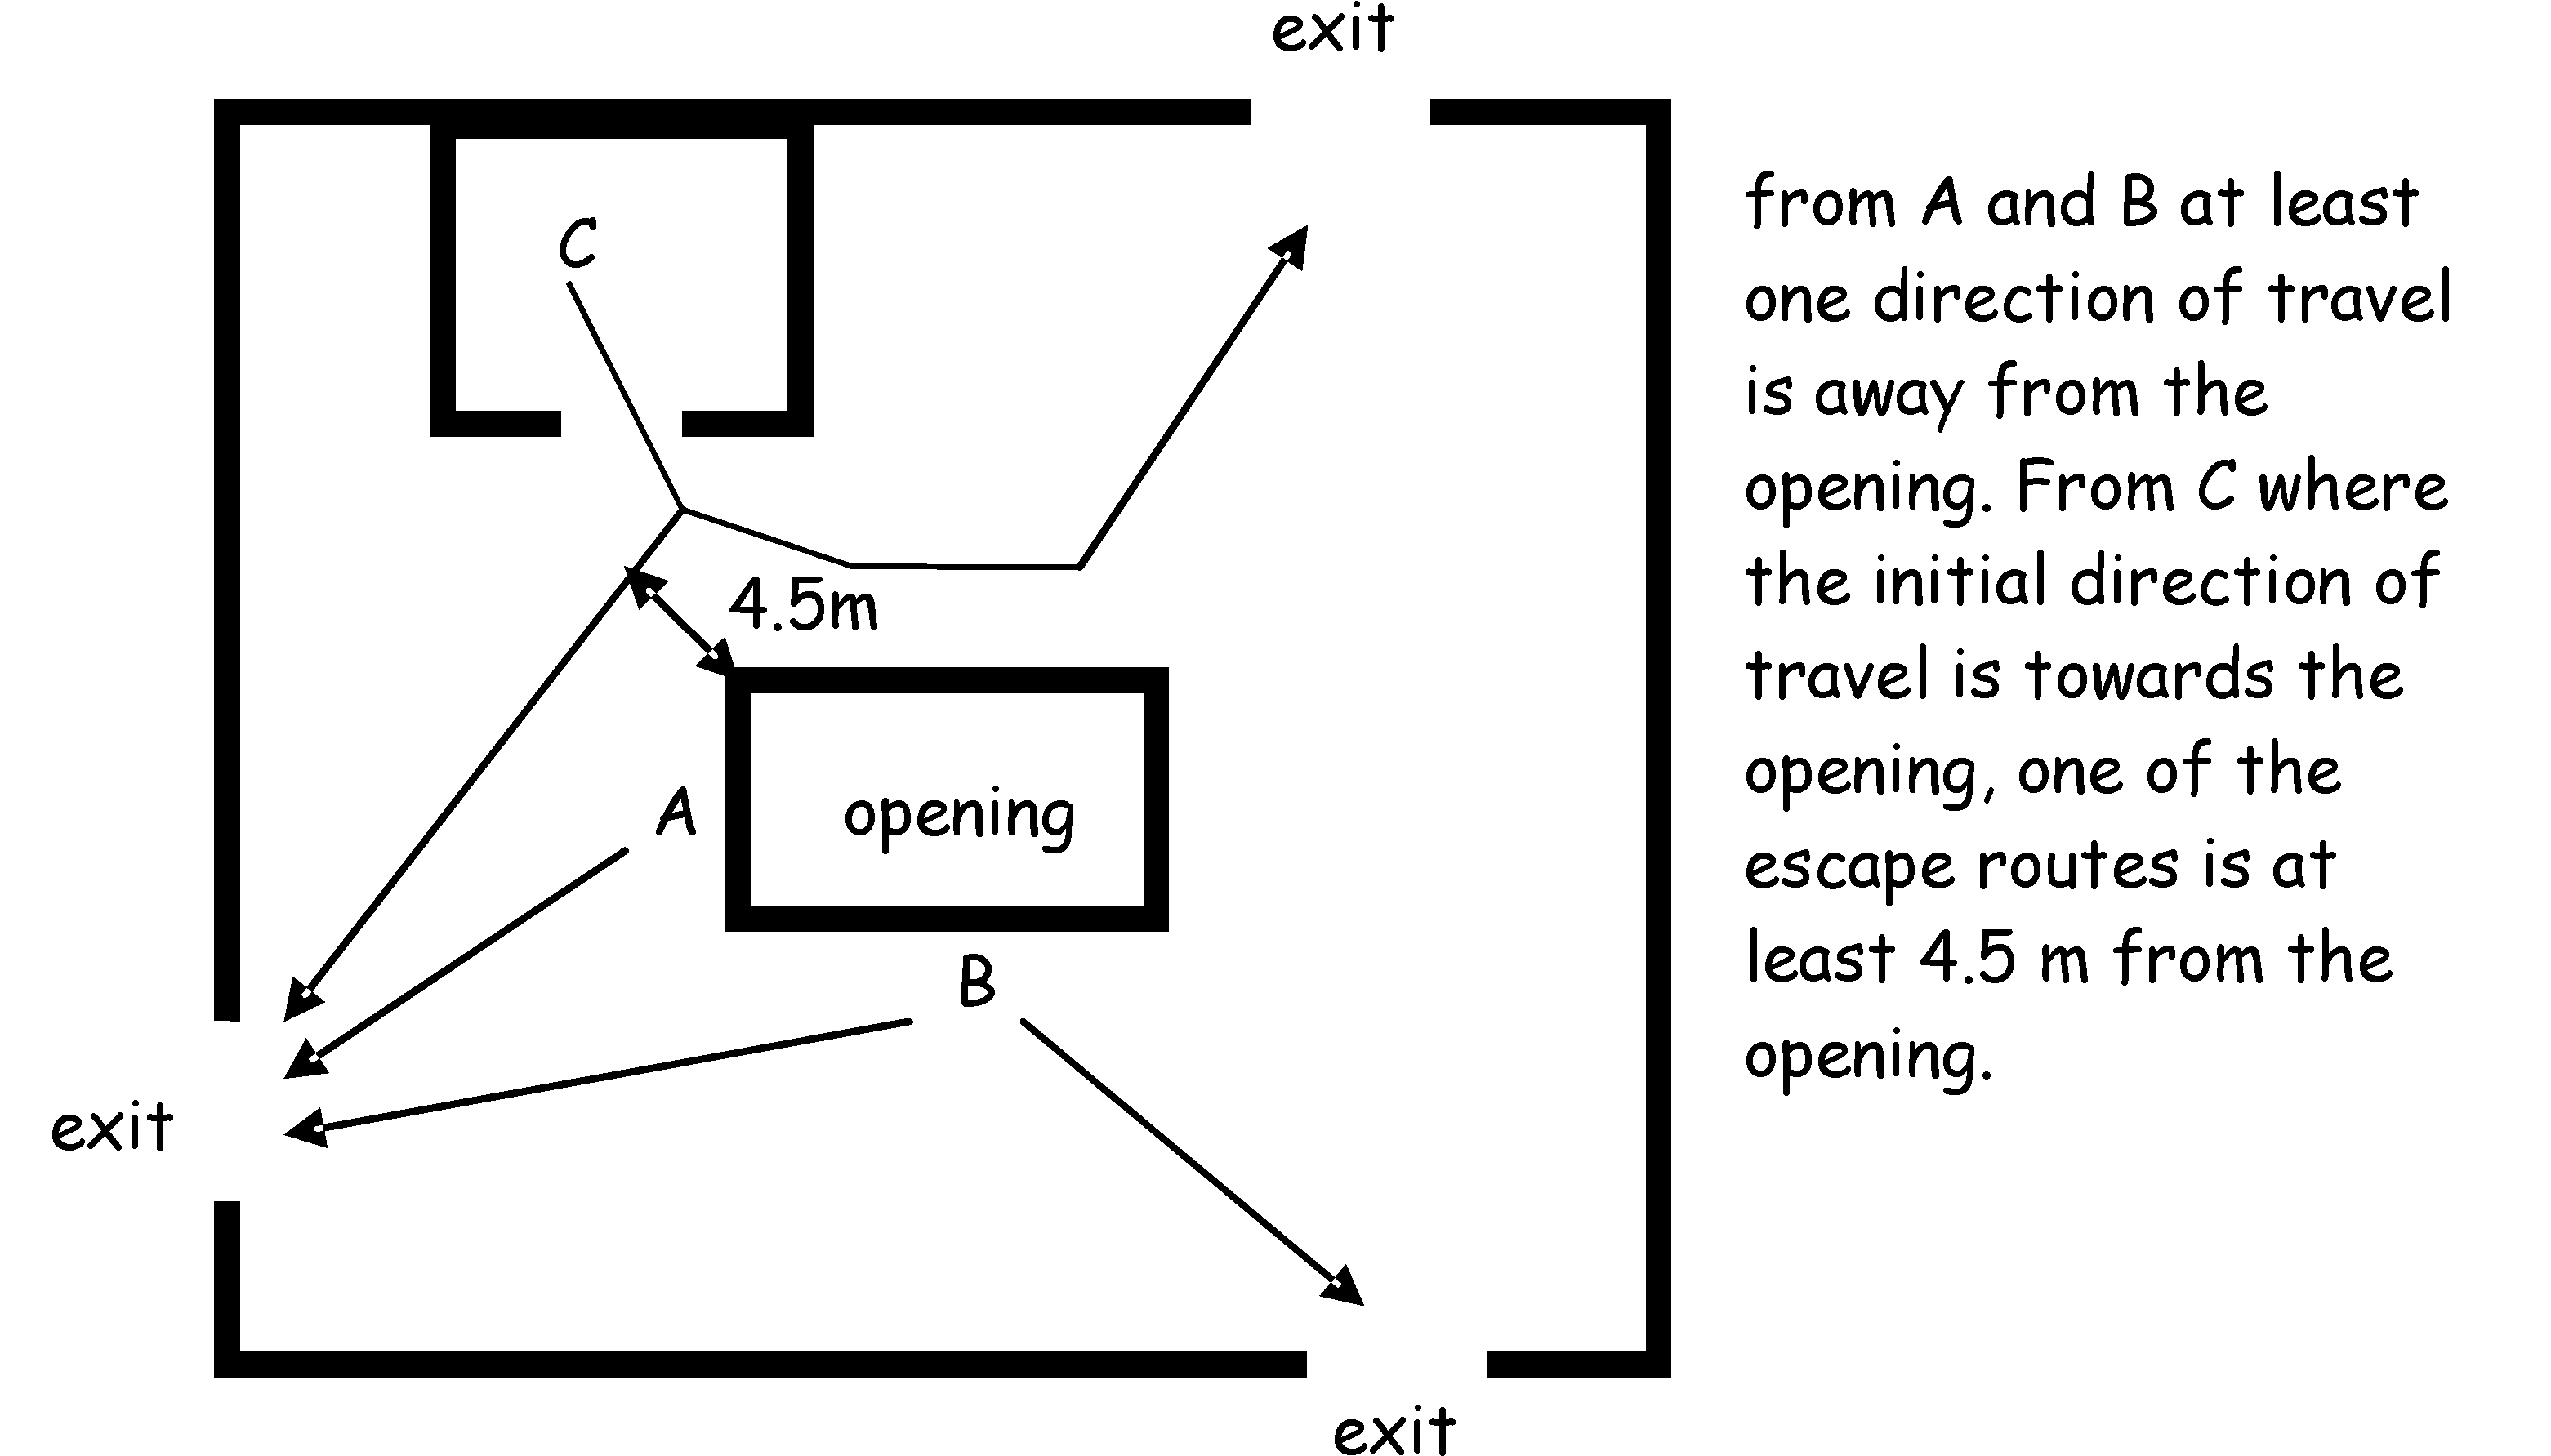 exit
from A and B at least
one direction of travel
is away from the
opening. From C where
the initial direction of
travel is towards the
opening, one of the
escape routes is at
least 4.5 m from the
opening.
C
4.5m
A
opening
B
exit
exit